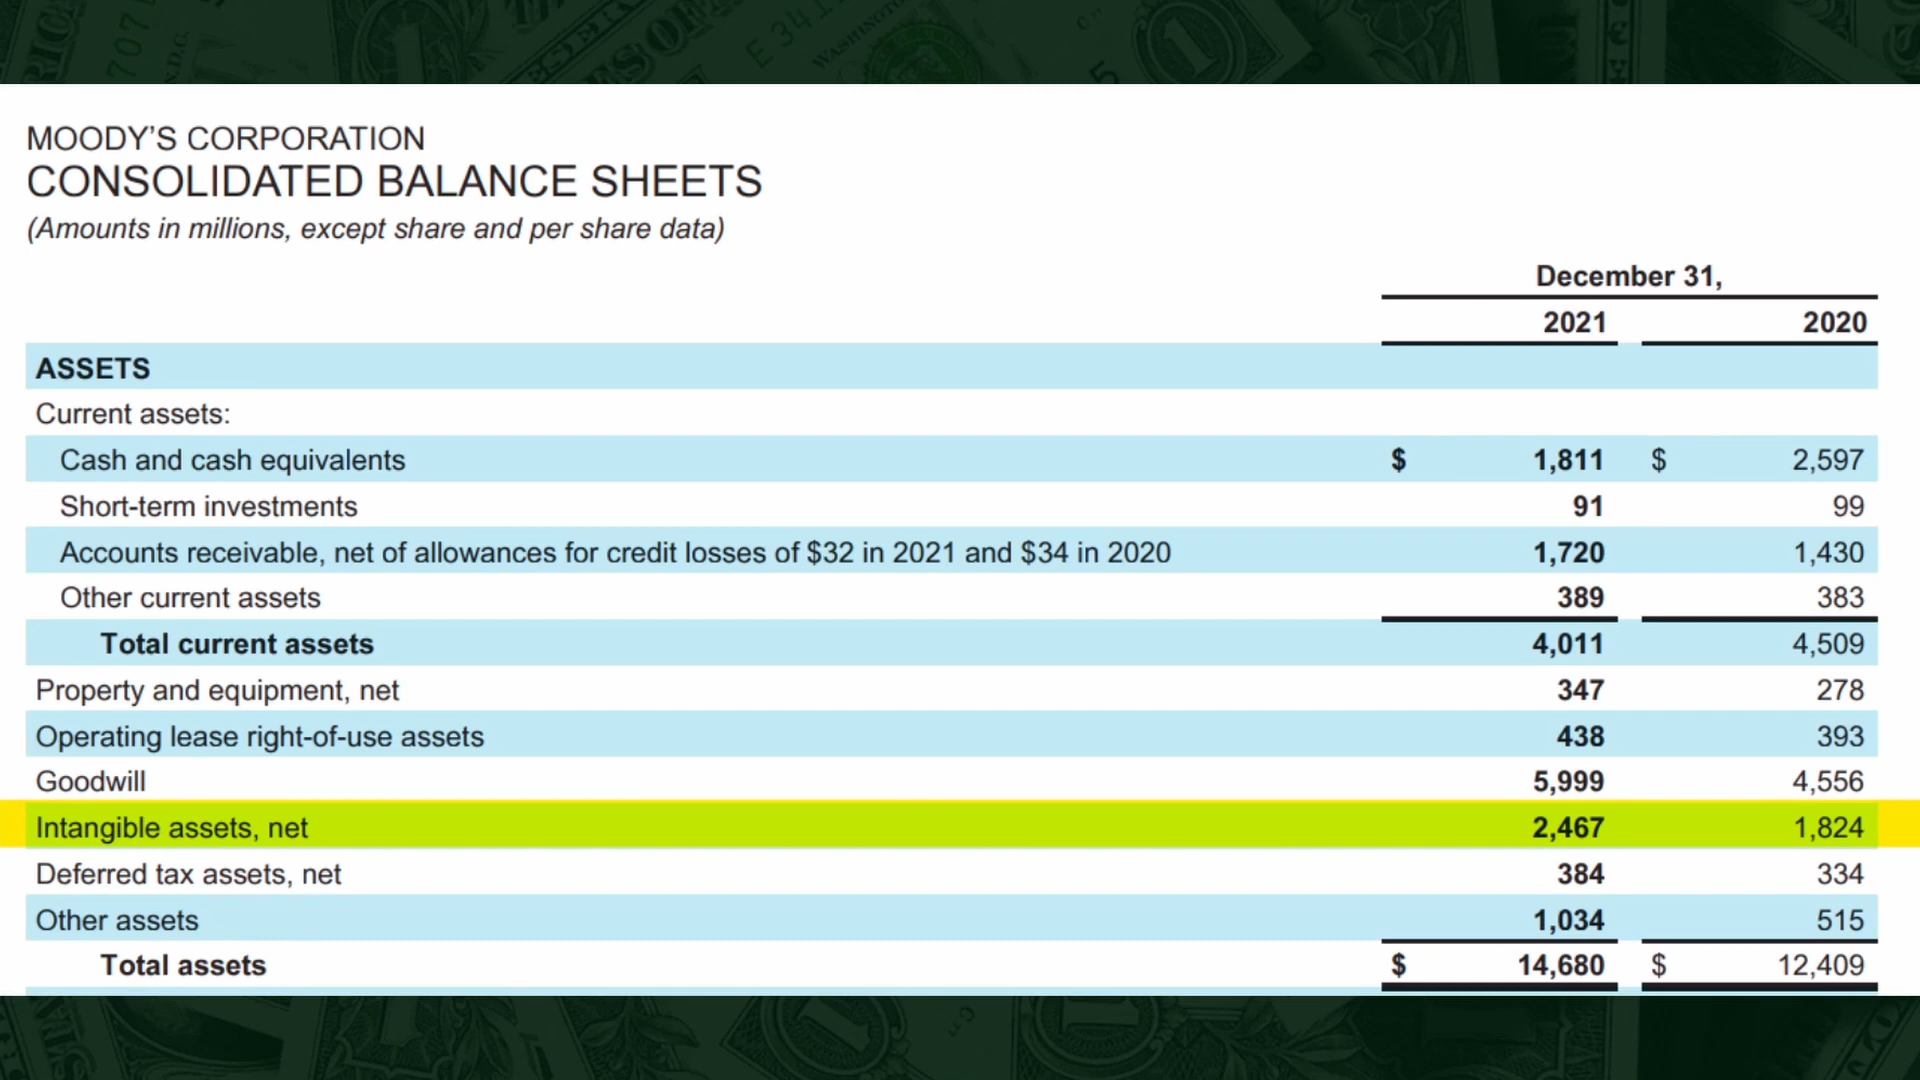 MOODY'S CORPORATION
CONSOLIDATED BALANCE SHEETS
(Amounts in millions, except share and per share data)
December 31,
2021 2020
ASSETS
Current assets:
Cash and cash equivalents $ 1,811 $ 2,597
Short-term investments 91 99
Accounts receivable, net of allowances for credit losses of $32 in 2021 and $34 in 2020 1,720 1,430
Other current assets 389 383
Total current assets 4,011 4,509
Property and equipment, net 347 278
Operating lease right-of-use assets 438 393
Goodwill 5,999 4,556
Intangible assets, net 2,467 1,824
Deferred tax assets, net 384 334
Other assets 1,034 515
Total assets $ 14,680 $ 12,409